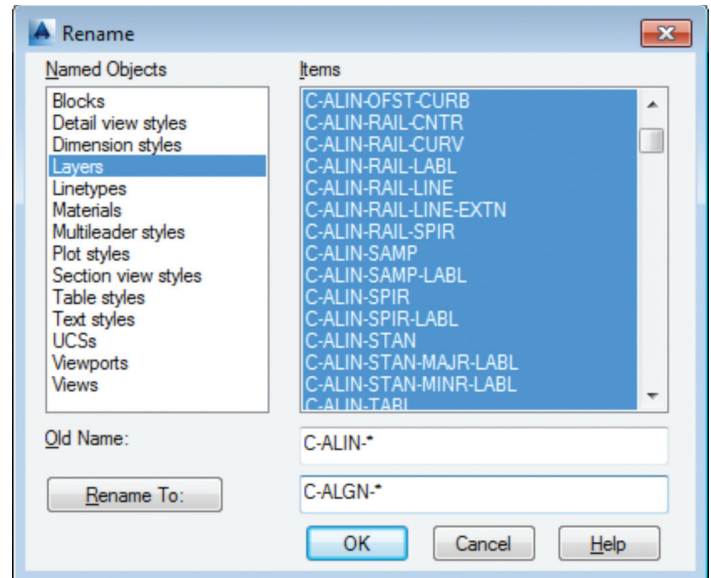 Rename
Named Objects
Blocks
Detail view styles
Dimension styles
Layers
Linetypes
Materials
Multileader styles
Plot styles
Section view styles
Table styles
Text styles
UCSs
Viewports
Views
Items
C-ALIN-OFST-CURB
C-ALIN-RAIL-CNTR
C-ALIN-RAIL-CURV
C-ALIN-RAIL-LABL
C-ALIN-RAIL-LINE
C-ALIN-RAIL-LINE-EXTN
C-ALIN-RAIL-SPIR
C-ALIN-SAMP
C-ALIN-SAMP-LABL
C-ALIN-SPIR
C-ALIN-SPIR-LABL
C-ALIN-STAN
C-ALIN-STAN-MAJR-LABL
C-ALIN-STAN-MINR-LABL
C-ALIN-TABL
Old Name:
C-ALIN-*
Rename To:
C-ALGN-*
OK Cancel Help